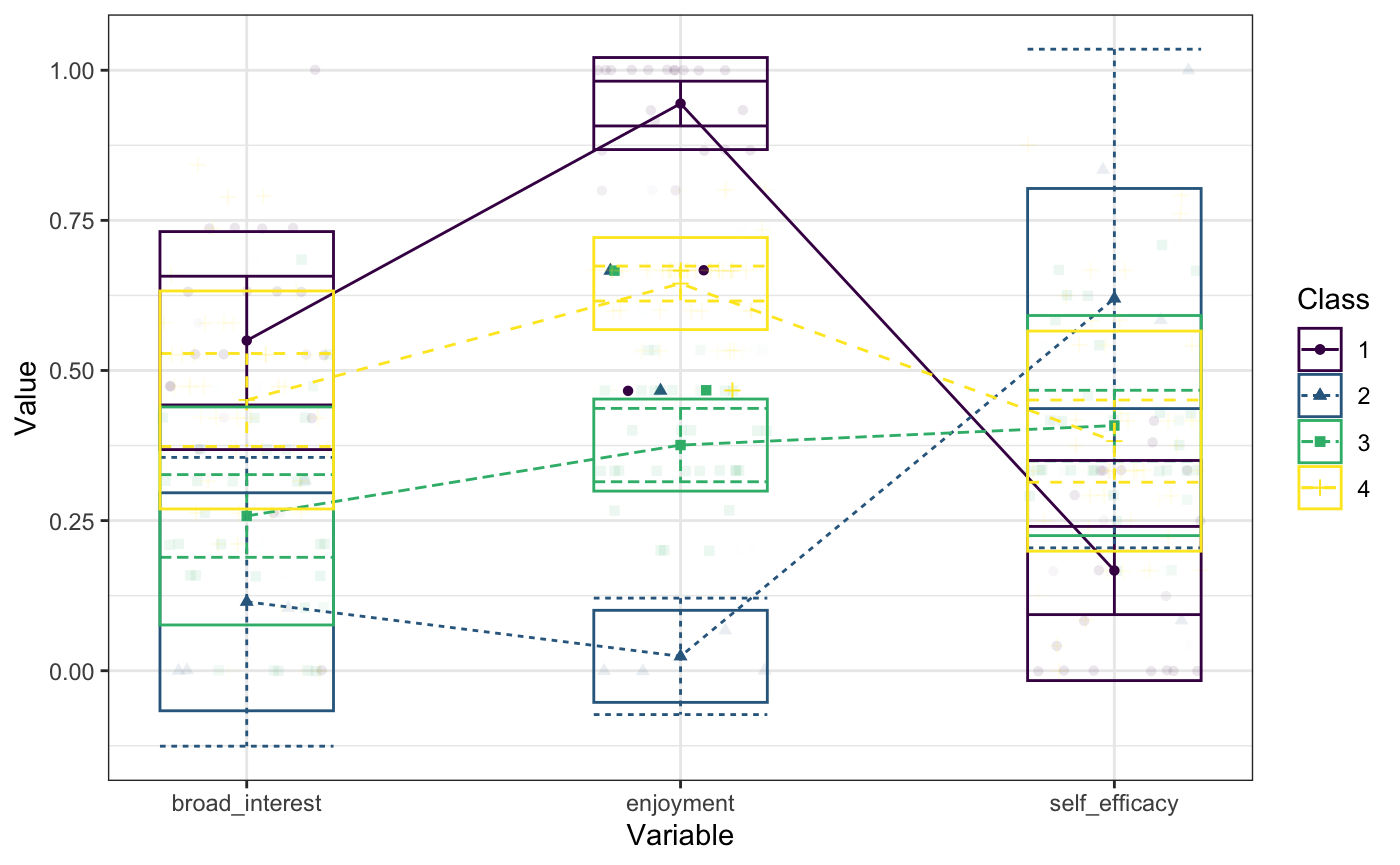 1.00
0.75
0.50
0.25
0.00
Value
broad_interest
enjoyment
self_efficacy
Variable
Class
1
2
3
4